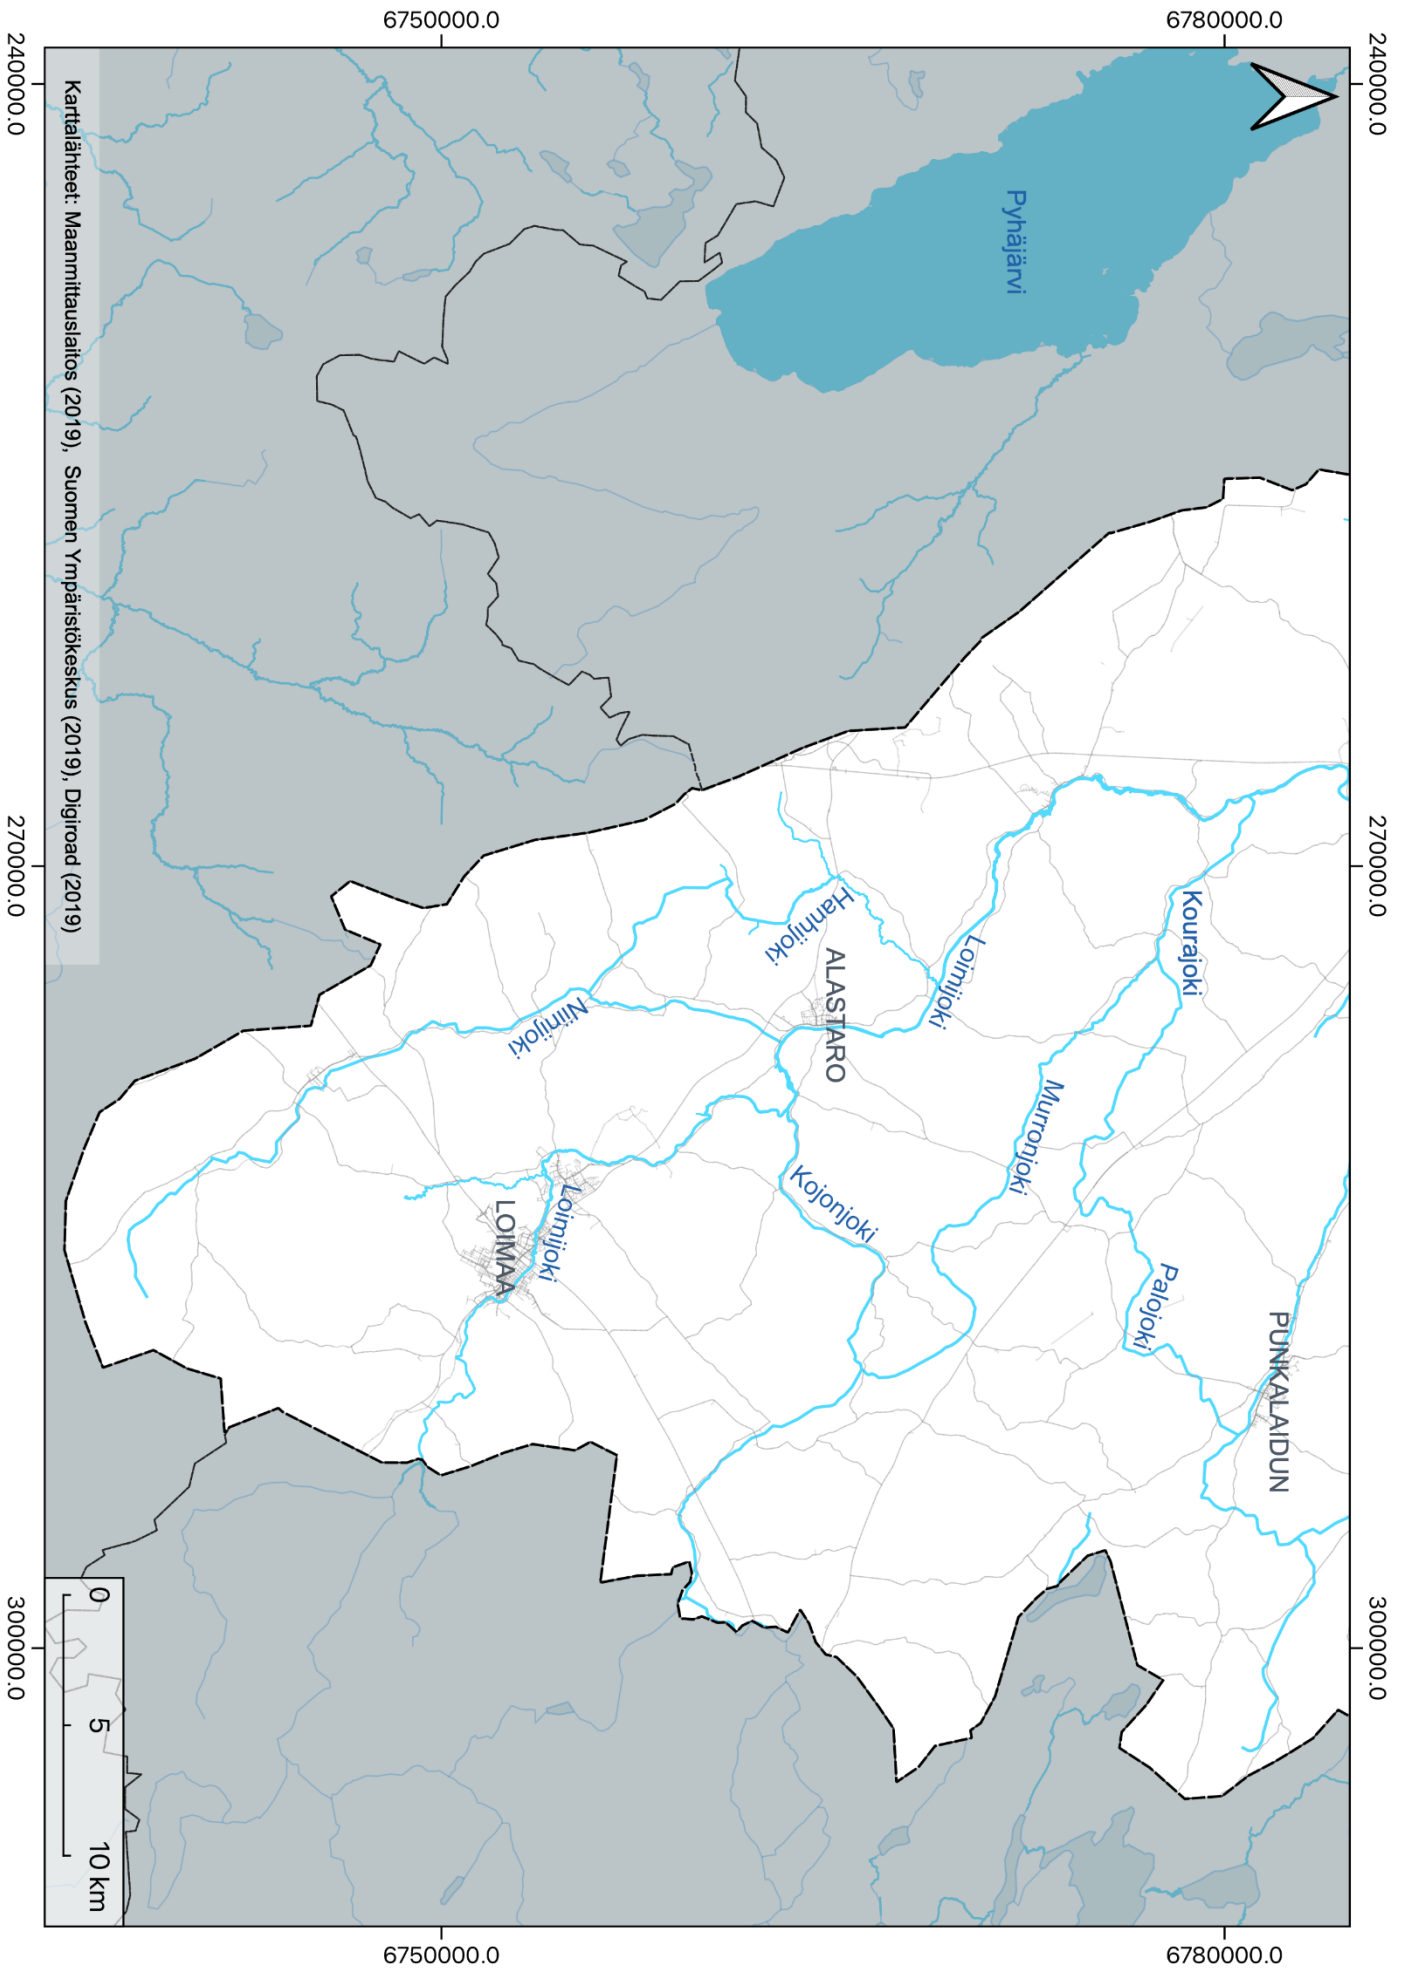 240000.0
270000.0
300000.0
6780000.0
6780000.0
Pyhäjärvi
Kourajoki
PUNKALAIDUN
Palojoki
Murronjoki
Loimijoki
Hanhijoki
ALASTARO
Kojonjoki
Niinijoki
Loimijoki
LOIMAA
6750000.0
6750000.0
Karttalähteet: Maanmittauslaitos (2019), Suomen Ympäristökeskus (2019), Digiroad (2019)
0 5 10 km
240000.0
270000.0
300000.0